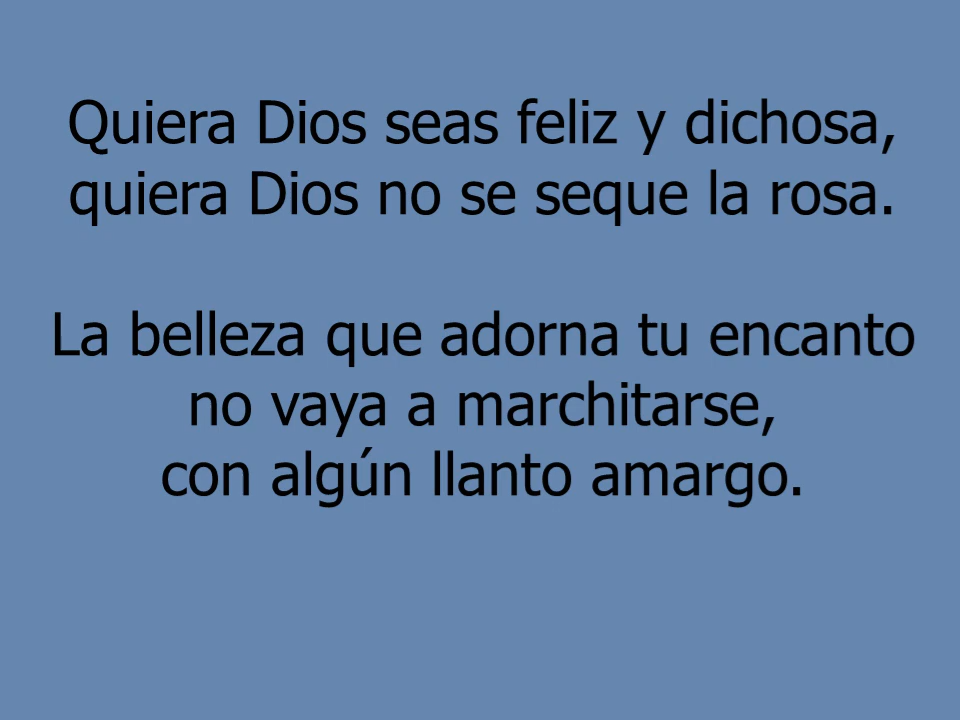 Quiera Dios seas feliz y dichosa,
quiera Dios no se seque la rosa.
La belleza que adorna tu encanto
no vaya a marchitarse,
con algún llanto amargo.